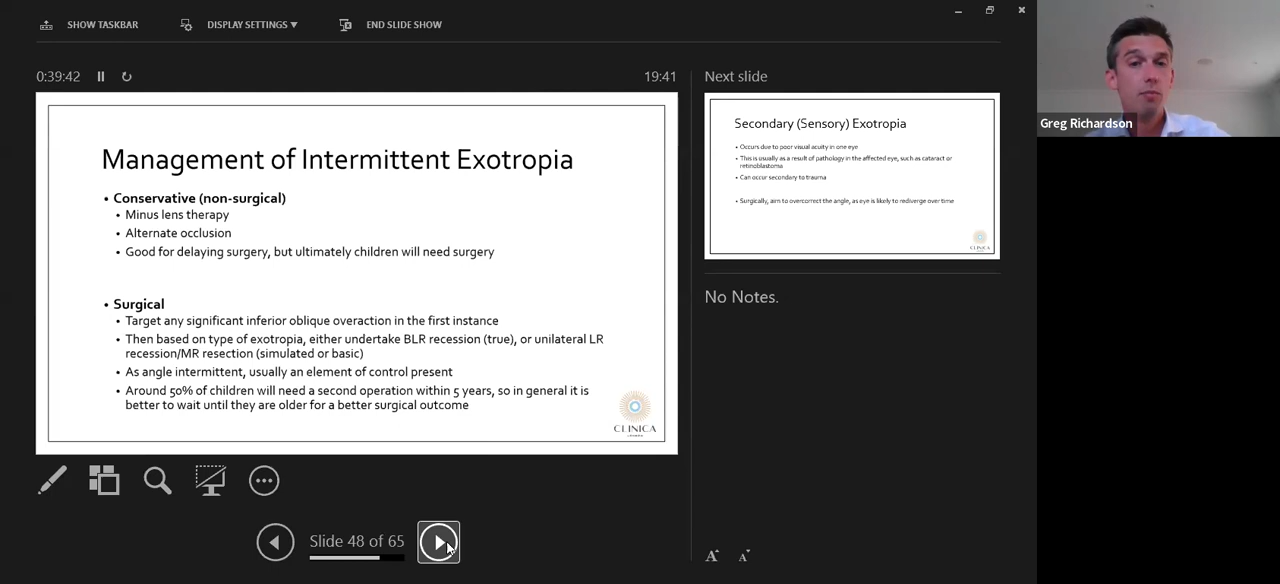 SHOW TASKBAR
DISPLAY SETTINGS ▼
END SLIDE SHOW
0:39:42
19:41
Next slide
Management of Intermittent Exotropia
• Conservative (non-surgical)
• Minus lens therapy
• Alternate occlusion
• Good for delaying surgery, but ultimately children will need surgery
• Surgical
• Target any significant inferior oblique overaction in the first instance
• Then based on type of exotropia, either undertake BLR recession (true), or unilateral LR
recession/MR resection (simulated or basic)
• As angle intermittent, usually an element of control present
• Around 50% of children will need a second operation within 5 years, so in general it is
better to wait until they are older for a better surgical outcome
CLINICA
LONDON
Secondary (Sensory) Exotropia
• Occurs due to poor visual acuity in one eye
• This is usually as a result of pathology in the affected eye, such as cataract or
retinoblastoma
• Can occur secondary to trauma
• Surgically, aim to overcorrect the angle, as eye is likely to rediverge over time
CLINICA
No Notes.
Slide 48 of 65
A A
Greg Richardson